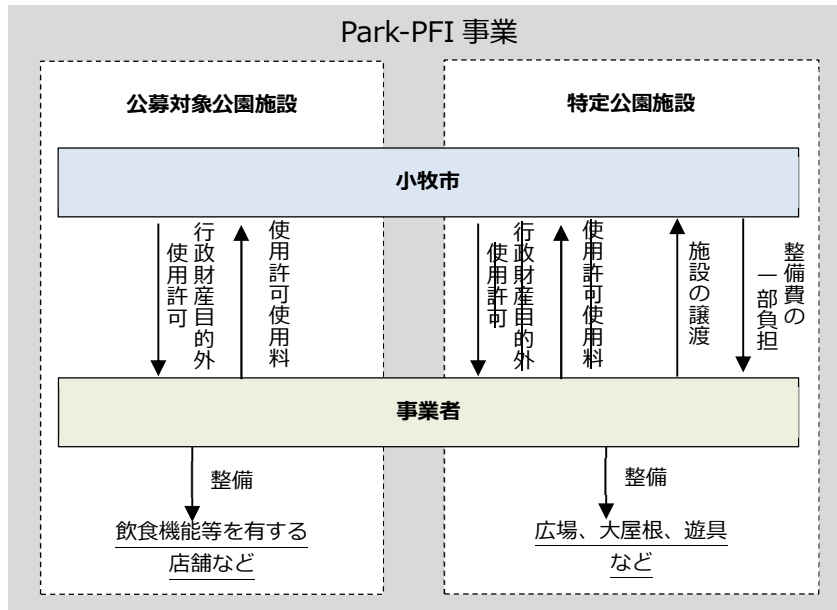 Park-PFI 事業
公募対象公園施設
特定公園施設
小牧市
行政財産目的外
使用許可
使用許可使用料
行政財産目的外
使用許可
使用許可使用料
施設の譲渡
整備費の
一部負担
事業者
整備
整備
飲食機能等を有する
店舗など
広場、大屋根、遊具
など